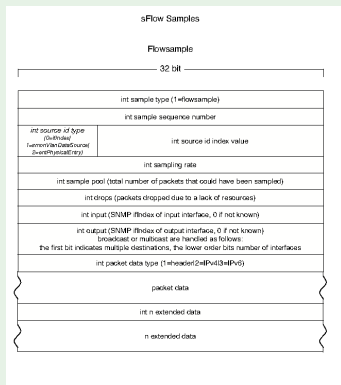 sFlow Samples
Flowsample
32 bit
int sample type (1=flowsample)
int sample sequence number
int source id type
(0=ifIndex)
1=smonVlanDataSource(
2=entPhysicalEntry)
int source id index value
int sampling rate
int sample pool (total number of packets that could have been sampled)
int drops (packets dropped due to a lack of resources)
int input (SNMP ifIndex of input interface, 0 if not known)
int output (SNMP ifIndex of output interface, 0 if not known)
broadcast or multicast are handled as follows:
the first bit indicates multiple destinations, the lower order bits number of interfaces
int packet data type (1=header|2=IPv4|3=IPv6)
packet data
int n extended data
n extended data